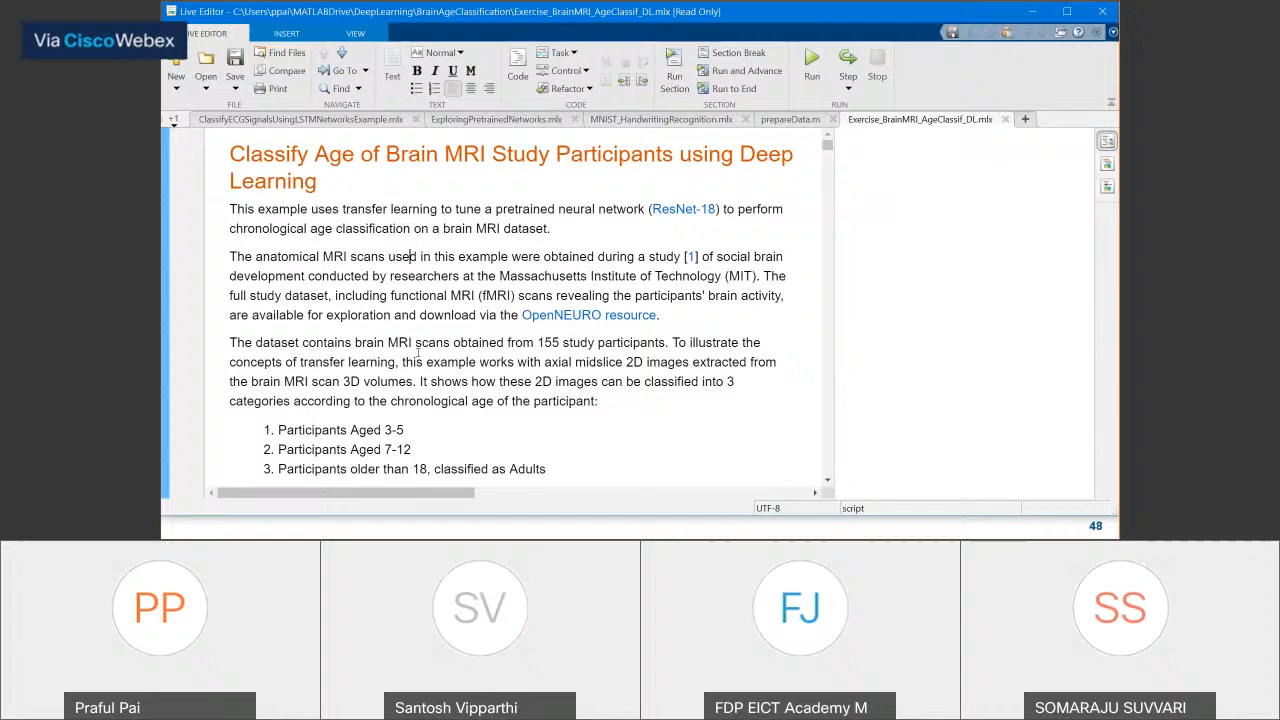 Live Editor - C:\Users\ppai\MATLABDrive\DeepLearning\BrainAgeClassification\Exercise_BrainMRI_AgeClassif_DL.mlx [Read Only]
Via Cisco Webex
LIVE EDITOR INSERT VIEW
New Open Save
Find Files
Compare
Print
FILE
Go To
Find
NAVIGATE
Text
Normal
B I U M
TEXT
Code
Task
Control
Refactor
CODE
Run Section
Section Break
Run and Advance
Run to End
SECTION
Run Step Stop
RUN
+1 ClassifyECGSignalsUsingLSTMNetworksExample.mlx ExploringPretrainedNetworks.mlx MNIST_HandwritingRecognition.mlx prepareData.m Exercise_BrainMRI_AgeClassif_DL.mlx
Classify Age of Brain MRI Study Participants using Deep
Learning
This example uses transfer learning to tune a pretrained neural network (ResNet-18) to perform
chronological age classification on a brain MRI dataset.
The anatomical MRI scans used in this example were obtained during a study [1] of social brain
development conducted by researchers at the Massachusetts Institute of Technology (MIT). The
full study dataset, including functional MRI (fMRI) scans revealing the participants' brain activity,
are available for exploration and download via the OpenNEURO resource.
The dataset contains brain MRI scans obtained from 155 study participants. To illustrate the
concepts of transfer learning, this example works with axial midslice 2D images extracted from
the brain MRI scan 3D volumes. It shows how these 2D images can be classified into 3
categories according to the chronological age of the participant:
1. Participants Aged 3-5
2. Participants Aged 7-12
3. Participants older than 18, classified as Adults
UTF-8 script
48
PP SV FJ SS
Praful Pai Santosh Vipparthi FDP EICT Academy M SOMARAJU SUVVARI